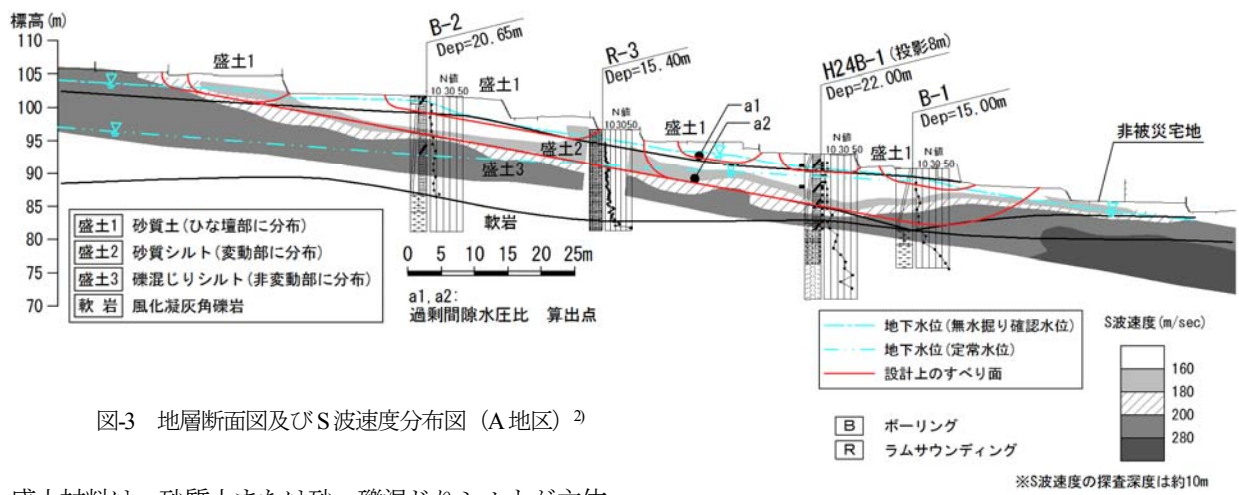 標高(m)
110
105
100
95
90
85
80
75
70
盛土1
B-2
Dep=20.65m
N値
10 30 50
盛土1
R-3
Dep=15.40m
N値
10 30 50
盛土1
a1
a2
H24B-1 (投影8m)
Dep=22.00m
N値
10 30 50
盛土1
B-1
Dep=15.00m
N値
10 30 50
非被災宅地
盛土2
盛土3
軟岩
盛土1 砂質土(ひな壇部に分布)
盛土2 砂質シルト(変動部に分布)
盛土3 礫混じりシルト(非変動部に分布)
軟岩 風化凝灰角礫岩
0 5 10 15 20 25m
a1, a2:
過剰間隙水圧比 算出点
地下水位(無水掘り確認水位)
地下水位(定常水位)
設計上のすべり面
B ボーリング
R ラムサウンディング
S波速度(m/sec)
160
180
200
280
※S波速度の探査深度は約10m
図-3 地層断面図及びS波速度分布図（A地区）2)
盛土材料は、砂質土または砂・礫混じりシルトが主体